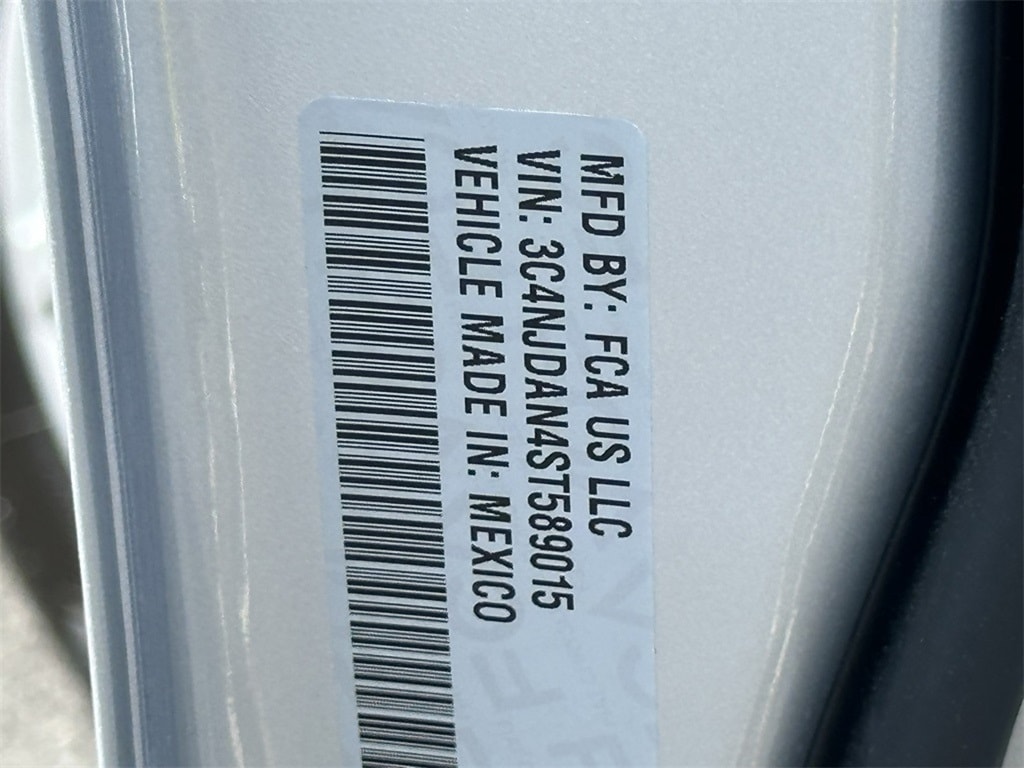 MFD BY: FCA US LLC
VIN: 3C4NJDAN4ST589015
VEHICLE MADE IN: MEXICO